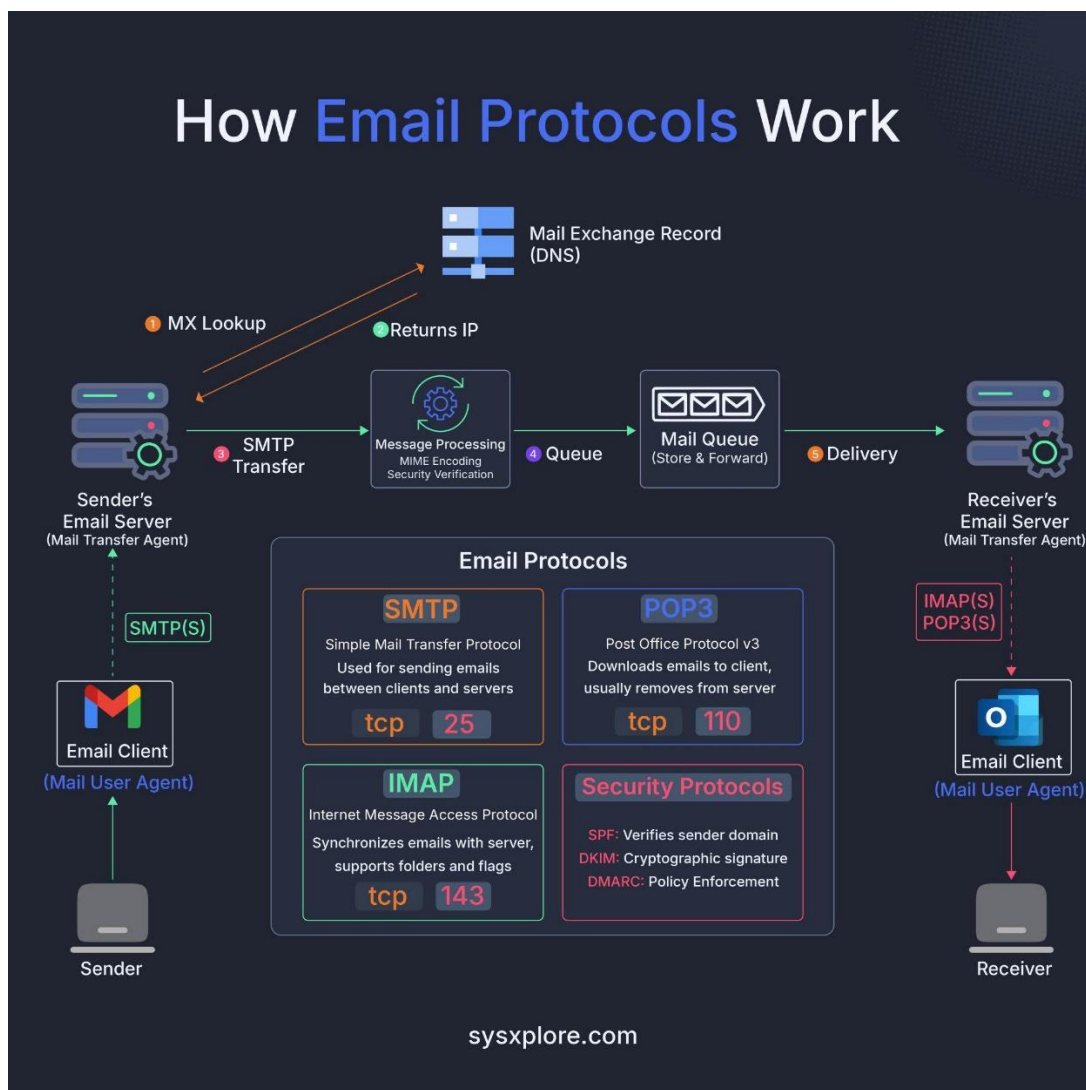 How Email Protocols Work
Mail Exchange Record
(DNS)
1 MX Lookup
2 Returns IP
Sender's
Email Server
(Mail Transfer Agent)
3 SMTP
Transfer
Message Processing
MIME Encoding
Security Verification
4 Queue
Mail Queue
(Store & Forward)
5 Delivery
Receiver's
Email Server
(Mail Transfer Agent)
SMTP(S)
Email Client
(Mail User Agent)
Sender
Email Protocols
SMTP
Simple Mail Transfer Protocol
Used for sending emails
between clients and servers
tcp 25
POP3
Post Office Protocol v3
Downloads emails to client,
usually removes from server
tcp 110
IMAP
Internet Message Access Protocol
Synchronizes emails with server,
supports folders and flags
tcp 143
Security Protocols
SPF: Verifies sender domain
DKIM: Cryptographic signature
DMARC: Policy Enforcement
IMAP(S)
POP3(S)
O
Email Client
(Mail User Agent)
Receiver
sysxplore.com